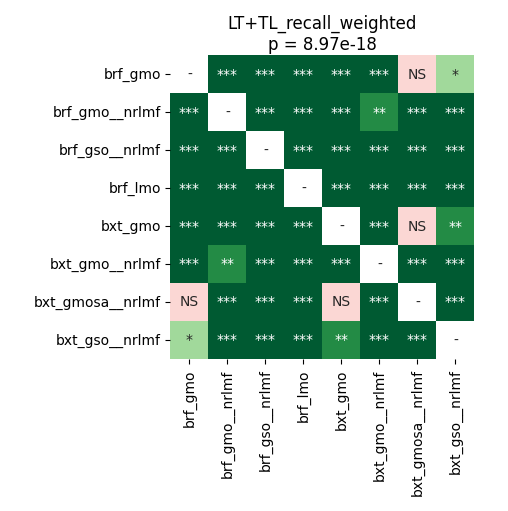 LT+TL_recall_weighted
p = 8.97e-18
brf_gmo - *** *** *** *** *** NS *
brf_gmo__nrlmf *** - *** *** *** ** *** ***
brf_gso__nrlmf *** *** - *** *** *** *** ***
brf_lmo *** *** *** - *** *** *** ***
bxt_gmo *** *** *** *** - *** NS **
bxt_gmo__nrlmf *** ** *** *** *** - *** ***
bxt_gmosa__nrlmf NS *** *** *** NS *** - ***
bxt_gso__nrlmf * *** *** *** ** *** *** -
brf_gmo
brf_gmo__nrlmf
brf_gso__nrlmf
brf_lmo
bxt_gmo
bxt_gmo__nrlmf
bxt_gmosa__nrlmf
bxt_gso__nrlmf